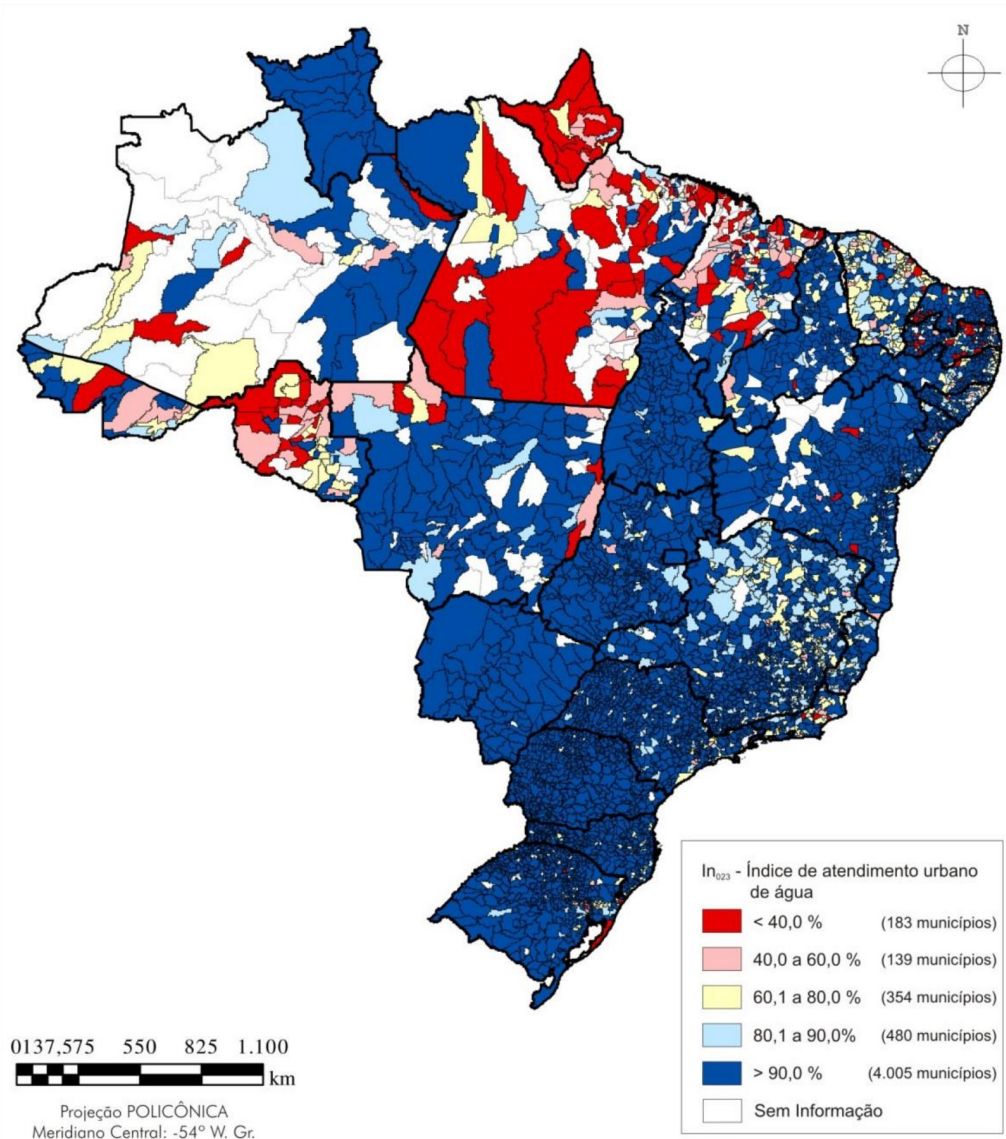 N
In023 - Índice de atendimento urbano
de água
< 40,0 % (183 municípios)
40,0 a 60,0 % (139 municípios)
60,1 a 80,0 % (354 municípios)
80,1 a 90,0% (480 municípios)
> 90,0 % (4.005 municípios)
Sem Informação
0137,575 550 825 1.100
km
Projeção POLICÔNICA
Meridiano Central: -54º W. Gr.